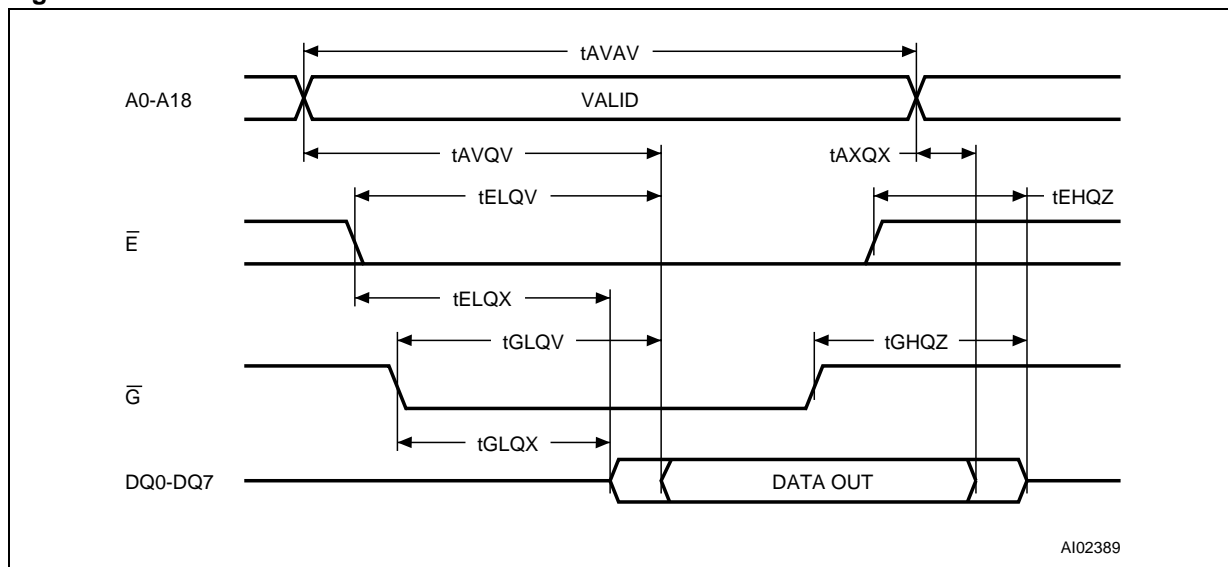 tAVAV
A0-A18
VALID
tAVQV
tAXQX
tELQV
tEHQZ
E̅
tELQX
tGLQV
tGHQZ
G̅
tGLQX
DQ0-DQ7
DATA OUT
AI02389